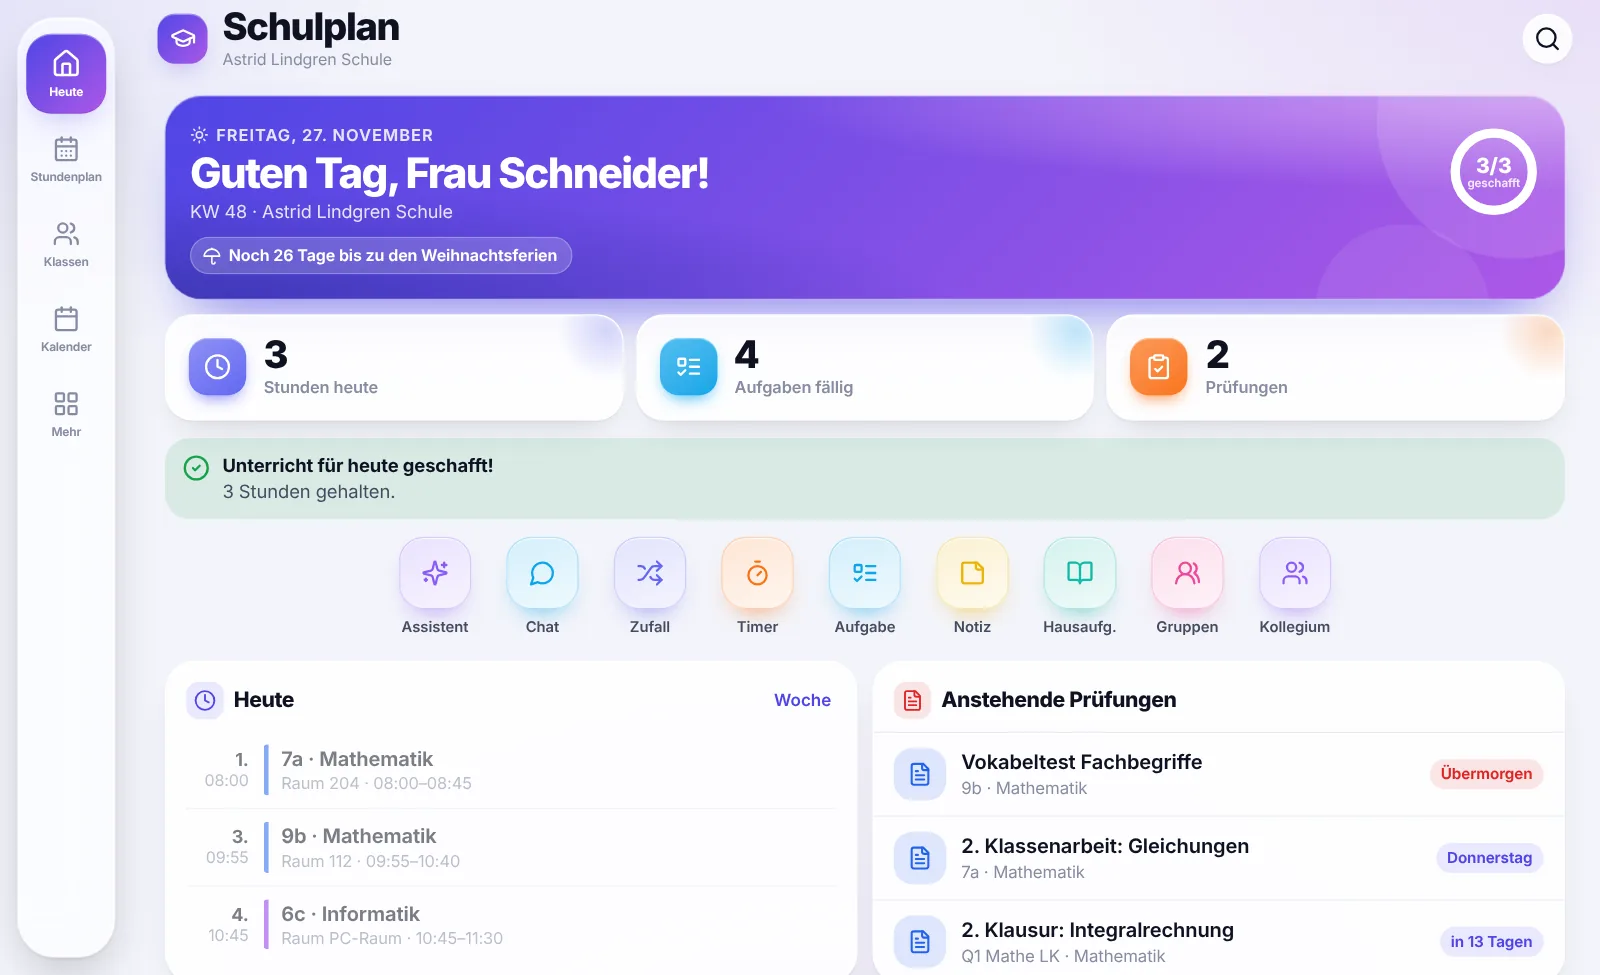 Schulplan
Astrid Lindgren Schule
Heute
Stundenplan
Klassen
Kalender
Mehr
FREITAG, 27. NOVEMBER
Guten Tag, Frau Schneider!
KW 48 · Astrid Lindgren Schule
Noch 26 Tage bis zu den Weihnachtsferien
3/3
geschafft
3
Stunden heute
4
Aufgaben fällig
2
Prüfungen
Unterricht für heute geschafft!
3 Stunden gehalten.
Assistent
Chat
Zufall
Timer
Aufgabe
Notiz
Hausaufg.
Gruppen
Kollegium
Heute
Woche
1.
08:00
7a · Mathematik
Raum 204 · 08:00–08:45
3.
09:55
9b · Mathematik
Raum 112 · 09:55–10:40
4.
10:45
6c · Informatik
Raum PC-Raum · 10:45–11:30
Anstehende Prüfungen
Vokabeltest Fachbegriffe
9b · Mathematik
Übermorgen
2. Klassenarbeit: Gleichungen
7a · Mathematik
Donnerstag
2. Klausur: Integralrechnung
Q1 Mathe LK · Mathematik
in 13 Tagen